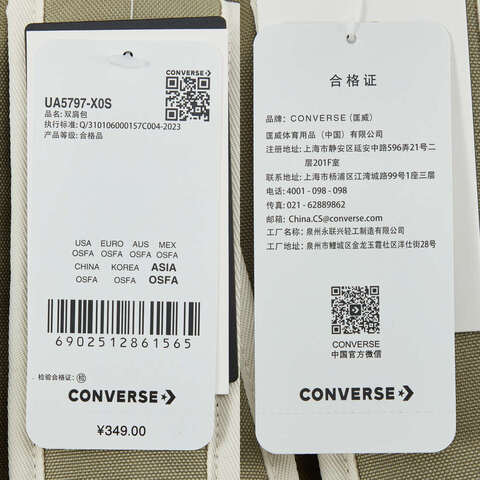 CONVERSE
UA5797-X0S
品名: 双肩包
执行标准: Q/310106000157C004-2023
产品等级: 合格品
USA EURO AUS MEX
OSFA OSFA OSFA OSFA
CHINA KOREA ASIA
OSFA OSFA OSFA
6902512861565
检验合格证: 检
CONVERSE
¥349.00
合格证
品牌: CONVERSE (匡威)
匡威体育用品（中国）有限公司
注册地址: 上海市静安区延安中路596弄21号二
层201F室
联系地址: 上海市杨浦区江湾城路99号1座三层
电话: 4001 - 098 - 098
传真: 021 - 62889862
邮箱: China.CS@converse.com
工厂名称: 泉州永联兴轻工制造有限公司
工厂地址: 泉州市鲤城区金龙玉霞社区洋仕街28号
CONVERSE
中国官方微信
CONVERSE